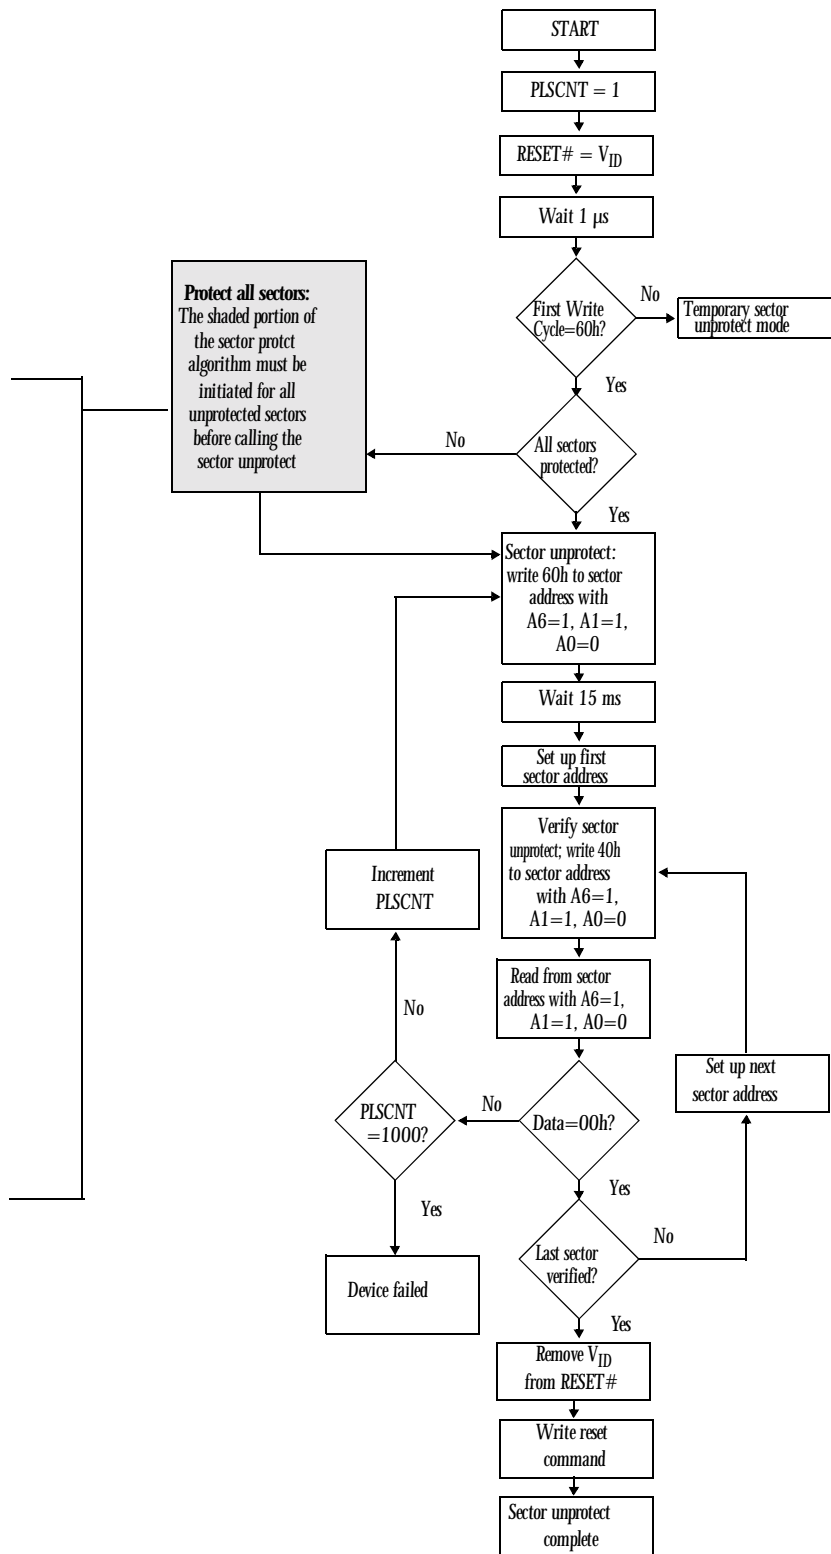 START
PLSCNT = 1
RESET# = VID
Wait 1 µs
First Write
Cycle=60h?
No
Temporary sector
unprotect mode
Yes
Protect all sectors:
The shaded portion of
the sector protct
algorithm must be
initiated for all
unprotected sectors
before calling the
sector unprotect
No
All sectors
protected?
Yes
Sector unprotect:
write 60h to sector
address with
A6=1, A1=1,
A0=0
Wait 15 ms
Set up first
sector address
Verify sector
unprotect; write 40h
to sector address
with A6=1,
A1=1, A0=0
Increment
PLSCNT
Read from sector
address with A6=1,
A1=1, A0=0
No
Set up next
sector address
PLSCNT
=1000?
No
Data=00h?
Yes
Yes
No
Last sector
verified?
Device failed
Yes
Remove VID
from RESET#
Write reset
command
Sector unprotect
complete